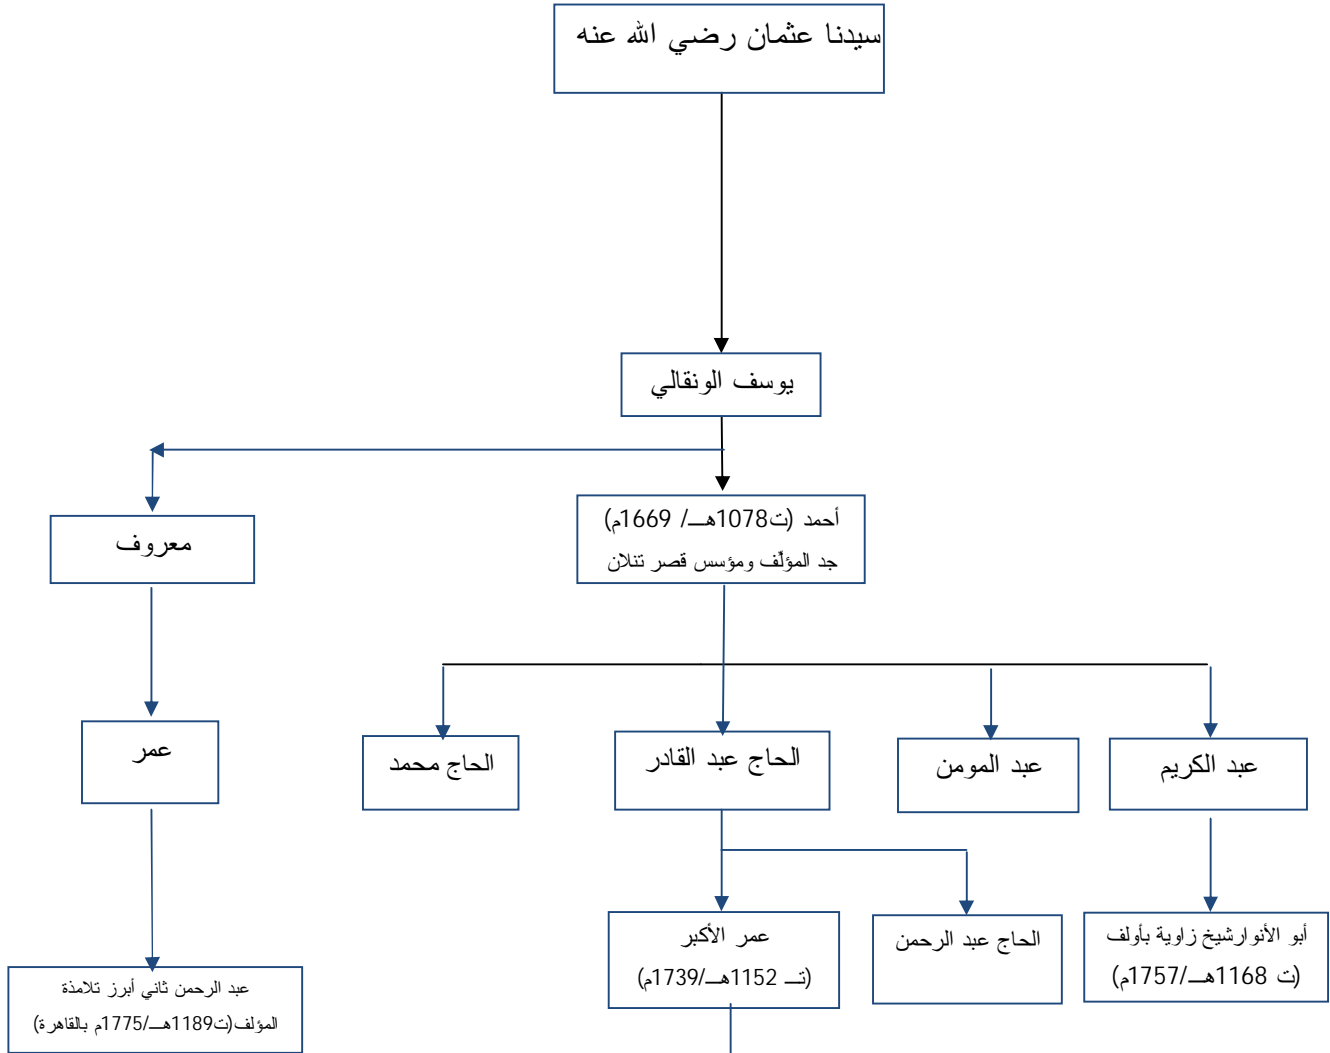 سيدنا عثمان رضي الله عنه
يوسف الونقالي
أحمد (ت1078هـ/ 1669م)
جد المؤلّف ومؤسس قصر تنلان
معروف
عمر
الحاج محمد
الحاج عبد القادر
عبد المومن
عبد الكريم
عمر الأكبر
(تـ 1152هـ/1739م)
الحاج عبد الرحمن
أبو الأنوارشيخ زاوية بأولف
(ت 1168هـ/1757م)
عبد الرحمن ثاني أبرز تلامذة
المؤلف(ت1189هـ/1775م بالقاهرة)